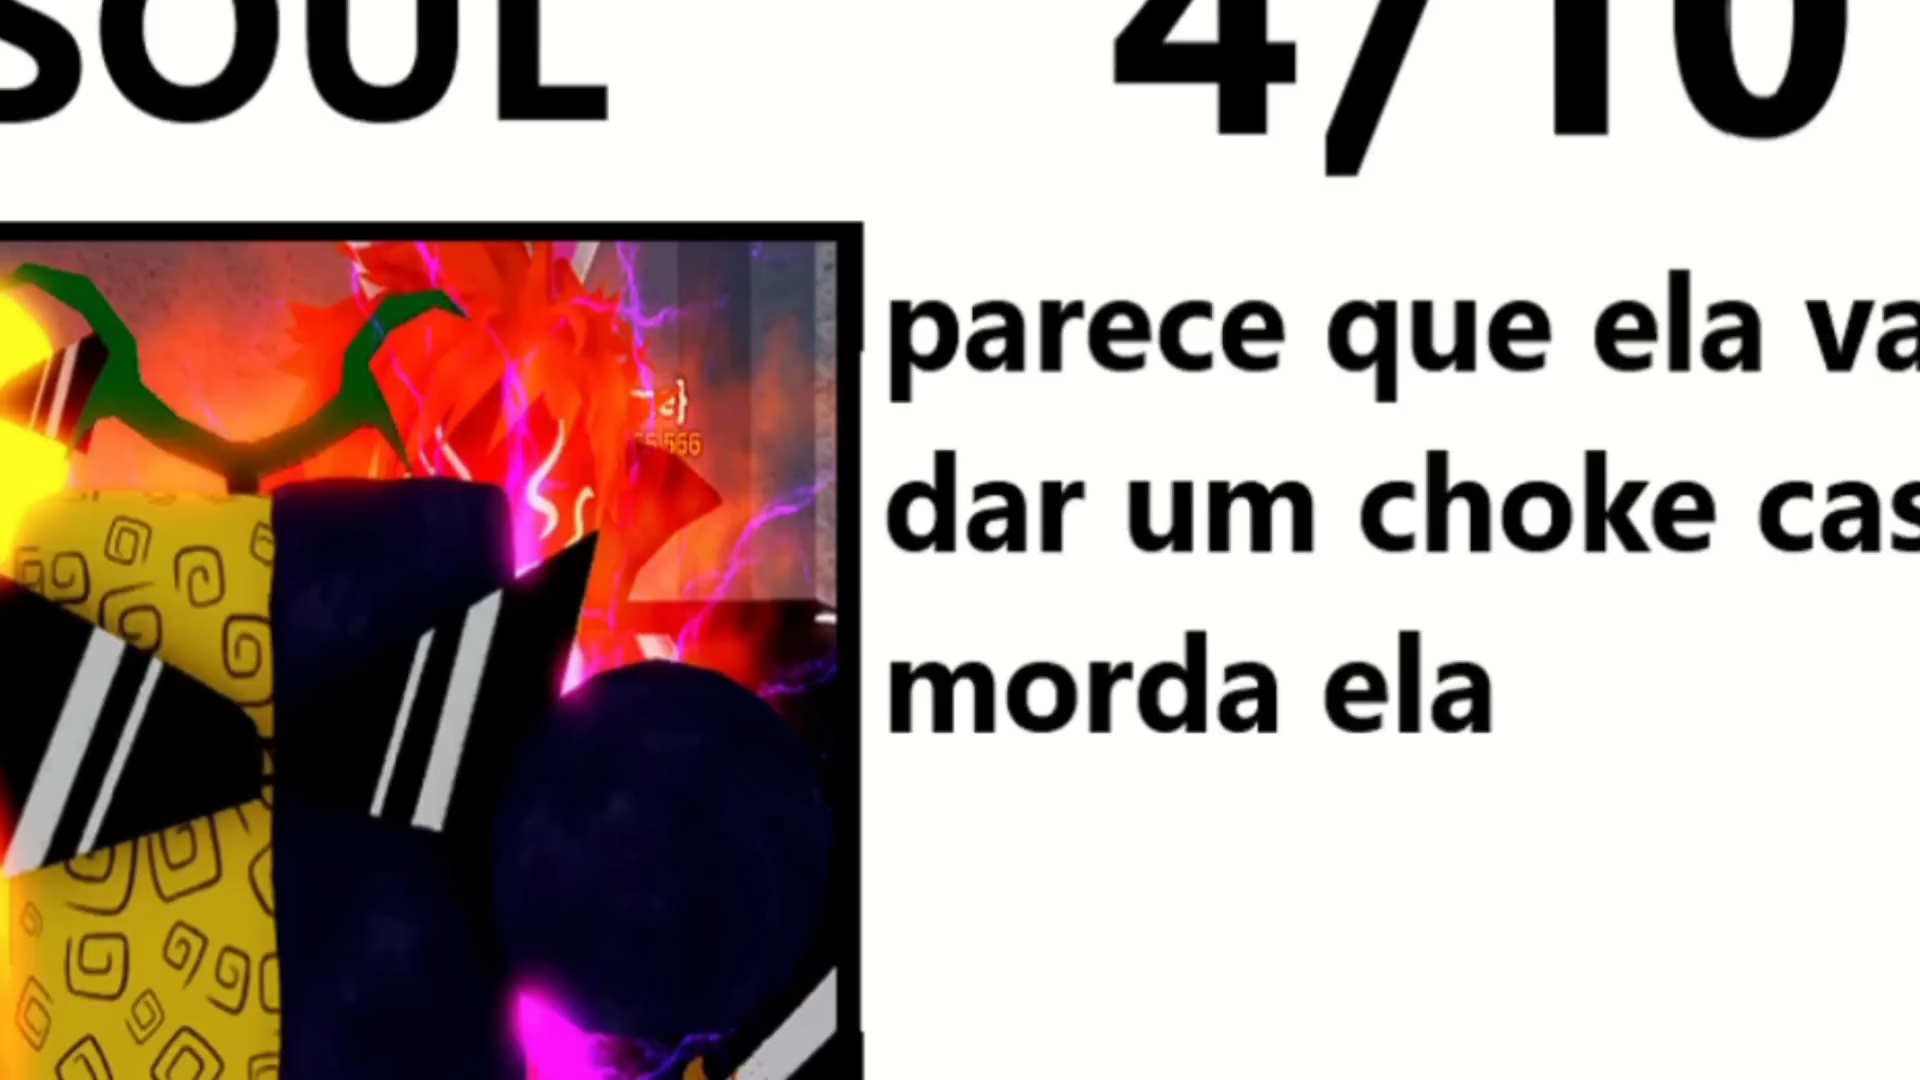 SOUL 4/10
parece que ela va
dar um choke cas
morda ela